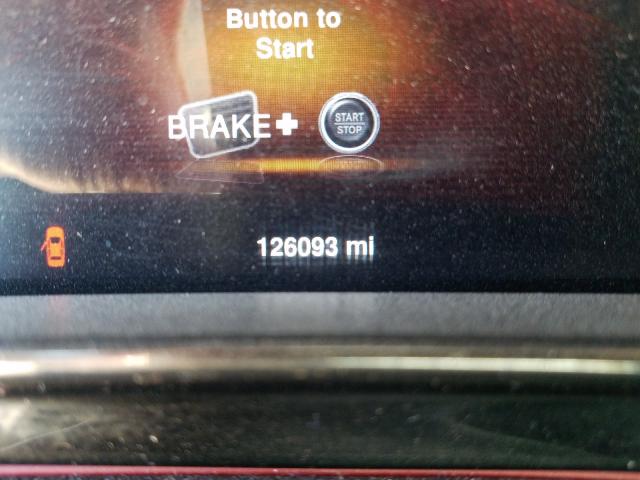 Button to
Start
BRAKE+
START
STOP
126093 mi